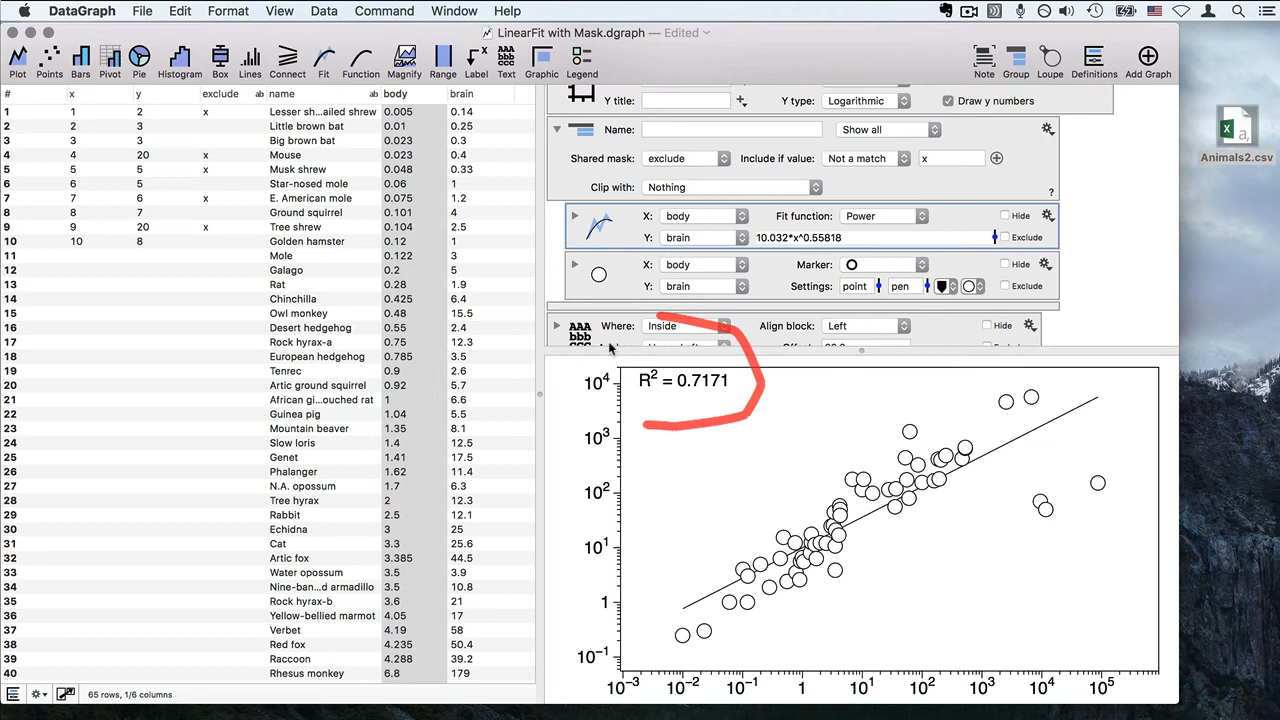 DataGraph File Edit Format View Data Command Window Help
LinearFit with Mask.dgraph — Edited
Plot Points Bars Pivot Pie Histogram Box Lines Connect Fit Function Magnify Range Label Text Graphic Legend Note Group Loupe Definitions Add Graph
# x y exclude ab name ab body brain
1 1 2 x Lesser sh...ailed shrew 0.005 0.14
2 2 3 Little brown bat 0.01 0.25
3 3 3 Big brown bat 0.023 0.3
4 4 20 x Mouse 0.023 0.4
5 5 5 x Musk shrew 0.048 0.33
6 6 5 Star-nosed mole 0.06 1
7 7 6 x E. American mole 0.075 1.2
8 8 7 Ground squirrel 0.101 4
9 9 20 x Tree shrew 0.104 2.5
10 10 8 Golden hamster 0.12 1
11 Mole 0.122 3
12 Galago 0.2 5
13 Rat 0.28 1.9
14 Chinchilla 0.425 6.4
15 Owl monkey 0.48 15.5
16 Desert hedgehog 0.55 2.4
17 Rock hyrax-a 0.75 12.3
18 European hedgehog 0.785 3.5
19 Tenrec 0.9 2.6
20 Artic ground squirrel 0.92 5.7
21 African gi...ouched rat 1 6.6
22 Guinea pig 1.04 5.5
23 Mountain beaver 1.35 8.1
24 Slow loris 1.4 12.5
25 Genet 1.41 17.5
26 Phalanger 1.62 11.4
27 N.A. opossum 1.7 6.3
28 Tree hyrax 2 12.3
29 Rabbit 2.5 12.1
30 Echidna 3 25
31 Cat 3.3 25.6
32 Artic fox 3.385 44.5
33 Water opossum 3.5 3.9
34 Nine-ban...d armadillo 3.5 10.8
35 Rock hyrax-b 3.6 21
36 Yellow-bellied marmot 4.05 17
37 Verbet 4.19 58
38 Red fox 4.235 50.4
39 Raccoon 4.288 39.2
40 Rhesus monkey 6.8 179
65 rows, 1/6 columns
Y title: Y type: Logarithmic Draw y numbers
Name: Show all
Shared mask: exclude Include if value: Not a match x
Clip with: Nothing ?
X: body Fit function: Power Hide
Y: brain 10.032*x^0.55818 Exclude
X: body Marker: Hide
Y: brain Settings: point pen Exclude
AAA Where: Inside Align block: Left Hide
bbb
R² = 0.7171
10⁴
10³
10²
10¹
1
10⁻¹
10⁻³ 10⁻² 10⁻¹ 1 10¹ 10² 10³ 10⁴ 10⁵
a,
Animals2.csv